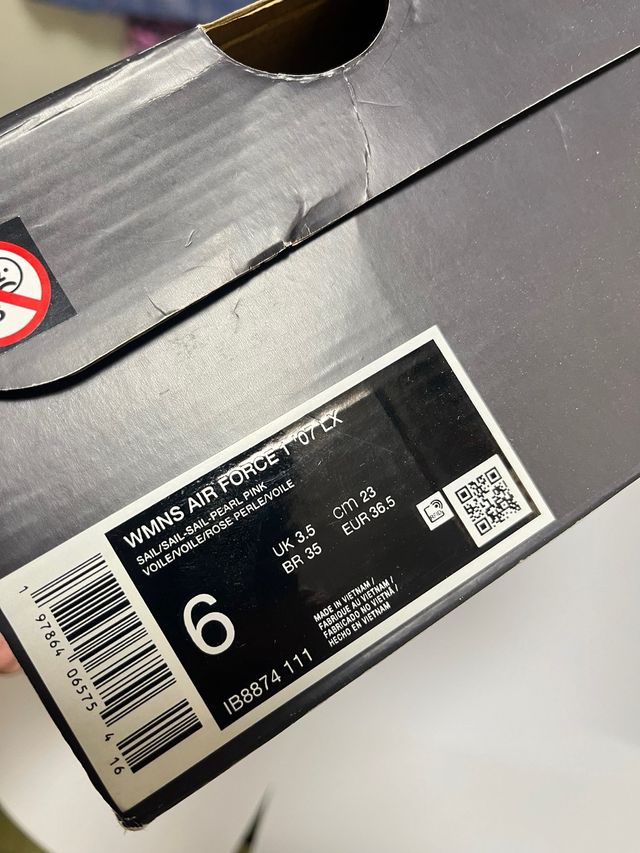 WMNS AIR FORCE 1 '07 LX
SAIL/SAIL-SAIL-PEARL PINK
VOILE/VOILE/ROSE PERLE/VOILE
UK 3.5 cm 23
BR 35 EUR 36.5
6
MADE IN VIETNAM /
FABRIQUE AU VIETNAM /
FABRICADO NO VIETNA /
HECHO EN VIETNAM
IB8874 111
1 97864 06575 4 16